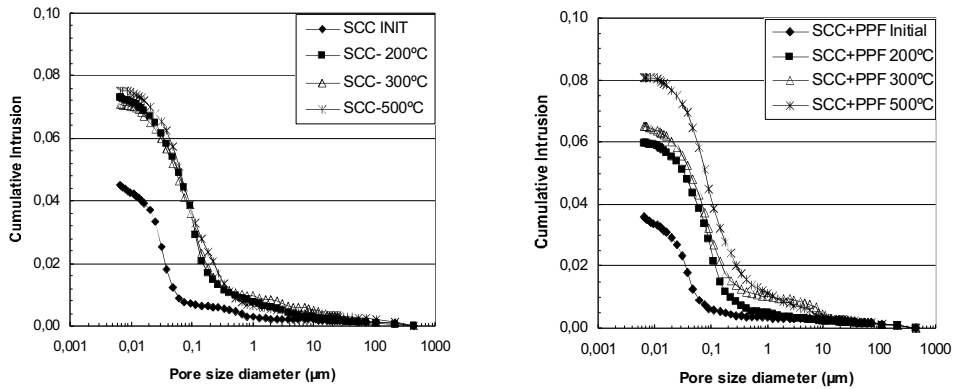 0,10
0,08
0,06
0,04
0,02
0,00
Cumulative Intrusion
SCC INIT
SCC- 200ºC
SCC- 300ºC
SCC-500ºC
0,001 0,01 0,1 1 10 100 1000
Pore size diameter (µm)
0,10
0,08
0,06
0,04
0,02
0,00
Cumulative Intrusion
SCC+PPF Initial
SCC+PPF 200ºC
SCC+PPF 300ºC
SCC+PPF 500ºC
0,001 0,01 0,1 1 10 100 1000
Pore size diameter (µm)